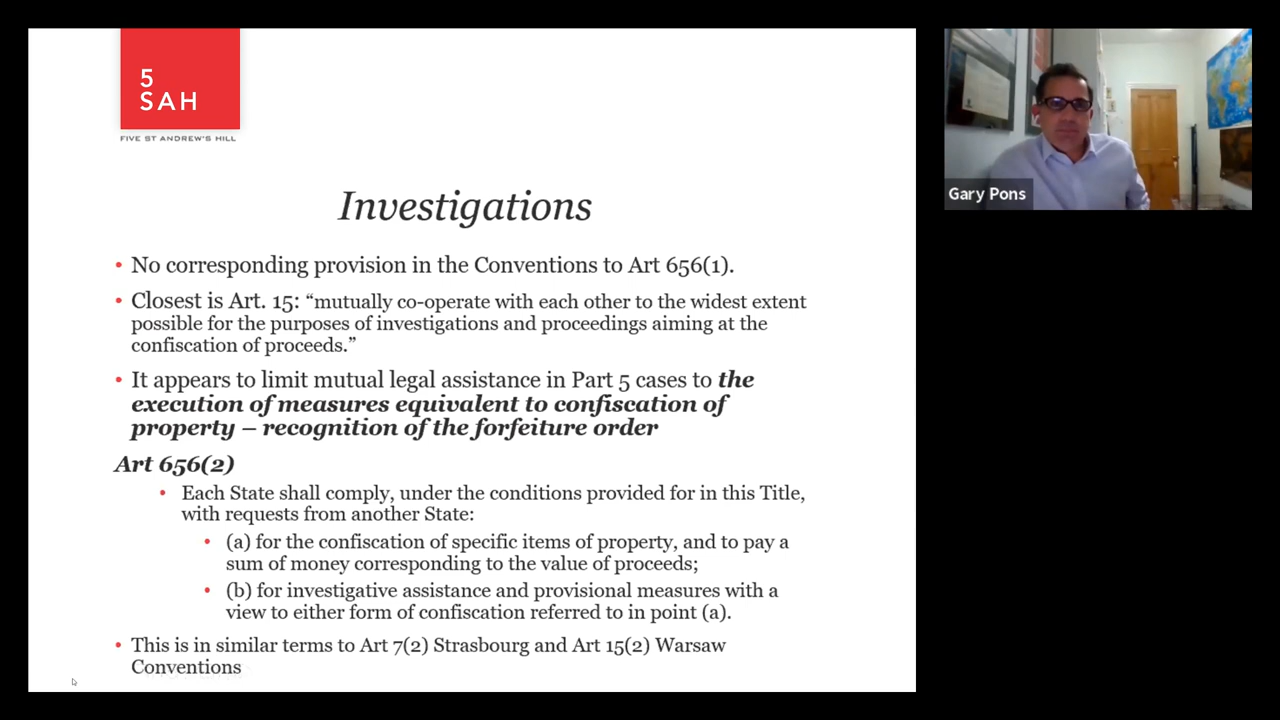 5
SAH
FIVE ST ANDREW'S HILL
Investigations
• No corresponding provision in the Conventions to Art 656(1).
• Closest is Art. 15: “mutually co-operate with each other to the widest extent
possible for the purposes of investigations and proceedings aiming at the
confiscation of proceeds.”
• It appears to limit mutual legal assistance in Part 5 cases to the
execution of measures equivalent to confiscation of
property – recognition of the forfeiture order
Art 656(2)
• Each State shall comply, under the conditions provided for in this Title,
with requests from another State:
• (a) for the confiscation of specific items of property, and to pay a
sum of money corresponding to the value of proceeds;
• (b) for investigative assistance and provisional measures with a
view to either form of confiscation referred to in point (a).
• This is in similar terms to Art 7(2) Strasbourg and Art 15(2) Warsaw
Conventions
Gary Pons